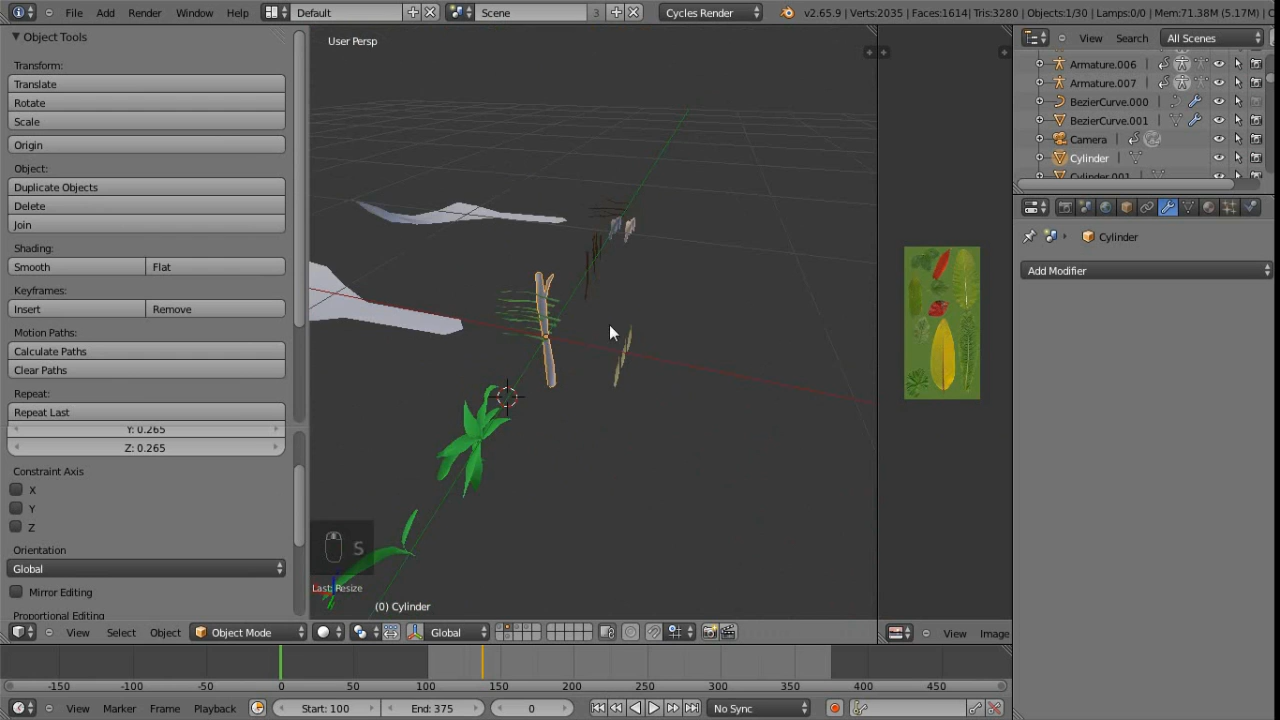 File Add Render Window Help Default Scene 3 Cycles Render v2.65.9 | Verts:2035 | Faces:1614| Tris:3280 | Objects:1/30 | Lamps:0/0 | Mem:71.38M (5.17M) |
Object Tools
Transform:
Translate
Rotate
Scale
Origin
Object:
Duplicate Objects
Delete
Join
Shading:
Smooth Flat
Keyframes:
Insert Remove
Motion Paths:
Calculate Paths
Clear Paths
Repeat:
Repeat Last
Y: 0.265
Z: 0.265
Constraint Axis
X
Y
Z
Orientation
Global
Mirror Editing
Proportional Editing
User Persp
S
Last: Resize
(0) Cylinder
View Select Object Object Mode Global
View Image
View Search All Scenes
Armature.006
Armature.007
BezierCurve.000
BezierCurve.001
Camera
Cylinder
Cylinder.001
Cylinder
Add Modifier
-150 -100 -50 0 50 100 150 200 250 300 350 400 450
View Marker Frame Playback Start: 100 End: 375 0 No Sync